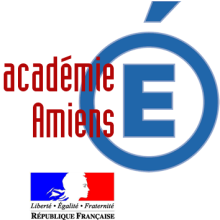 académie
Amiens
É
Liberté • Égalité • Fraternité
RÉPUBLIQUE FRANÇAISE